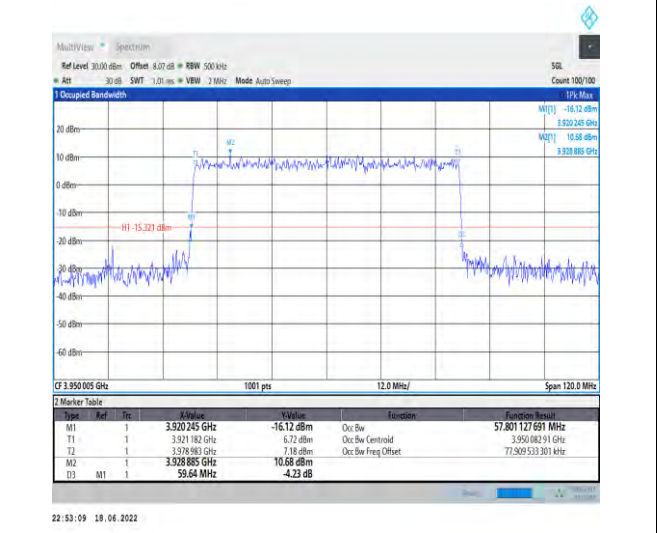 MultiView Spectrum
Ref Level 30.00 dBm Offset 8.07 dB RBW 500 kHz SGL
Att 30 dB SWT 1.01 ms VBW 2 MHz Mode Auto Sweep Count 100/100
1 Occupied Bandwidth 1Pk Max
M1[1] -16.12 dBm
3.920 245 GHz
M2[1] 10.68 dBm
3.928 885 GHz
20 dBm
M2
T1 T2
10 dBm
0 dBm
-10 dBm
M1
H1 -15.321 dBm
D3
-20 dBm
-30 dBm
-40 dBm
-50 dBm
-60 dBm
CF 3.950 005 GHz 1001 pts 12.0 MHz/ Span 120.0 MHz
2 Marker Table
Type Ref Trc X-Value Y-Value Function Function Result
M1 1 3.920 245 GHz -16.12 dBm Occ Bw 57.801 127 691 MHz
T1 1 3.921 182 GHz 6.72 dBm Occ Bw Centroid 3.950 082 91 GHz
T2 1 3.978 983 GHz 7.18 dBm Occ Bw Freq Offset 77.909 533 301 kHz
M2 1 3.928 885 GHz 10.68 dBm
D3 M1 1 59.64 MHz -4.23 dB
22:53:09 18.06.2022